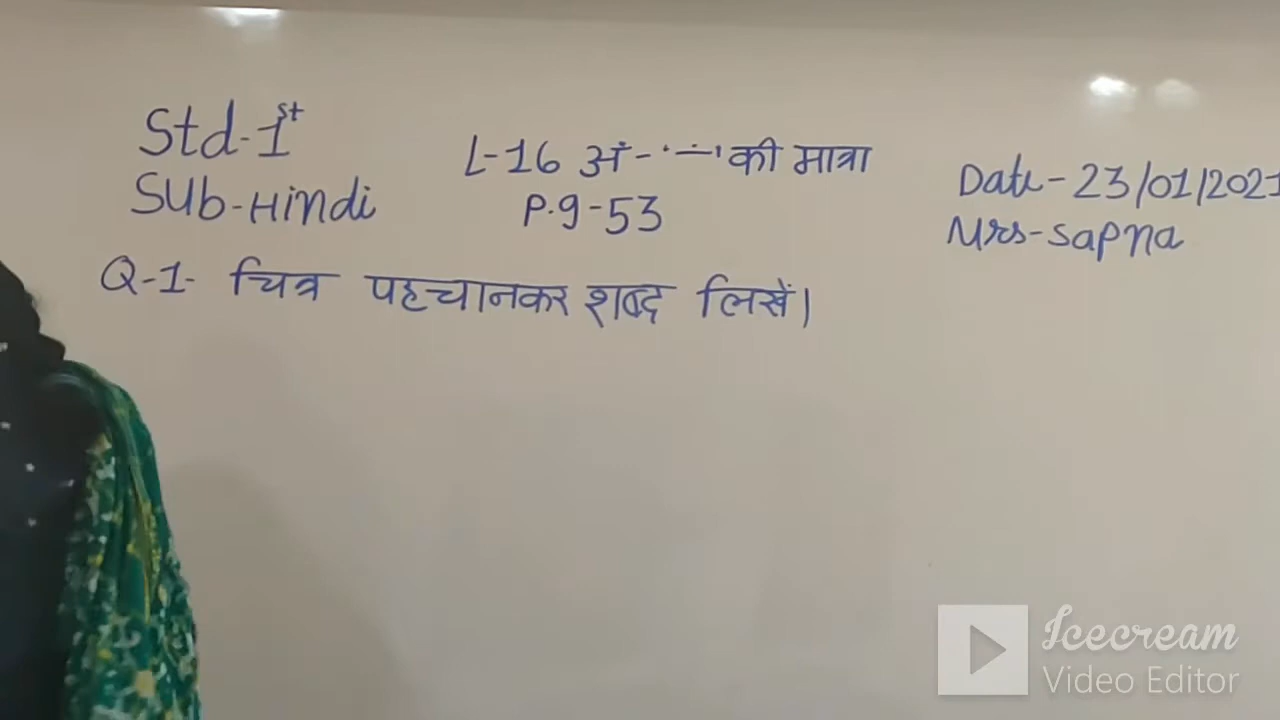 Std-1st
Sub-Hindi
L-16 अं-'—ं' की मात्रा
P.g-53
Date-23/01/2021
Mrs-Sapna
Q-1- चित्र पहचानकर शब्द लिखें।
Icecream
Video Editor